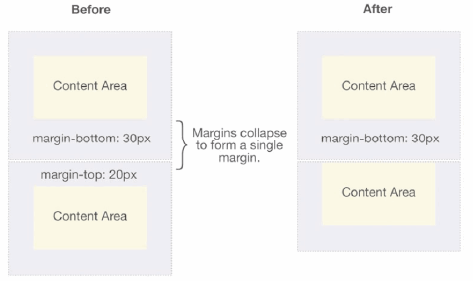 Before
After
Content Area
margin-bottom: 30px
margin-top: 20px
Content Area
Margins collapse
to form a single
margin.
Content Area
margin-bottom: 30px
Content Area